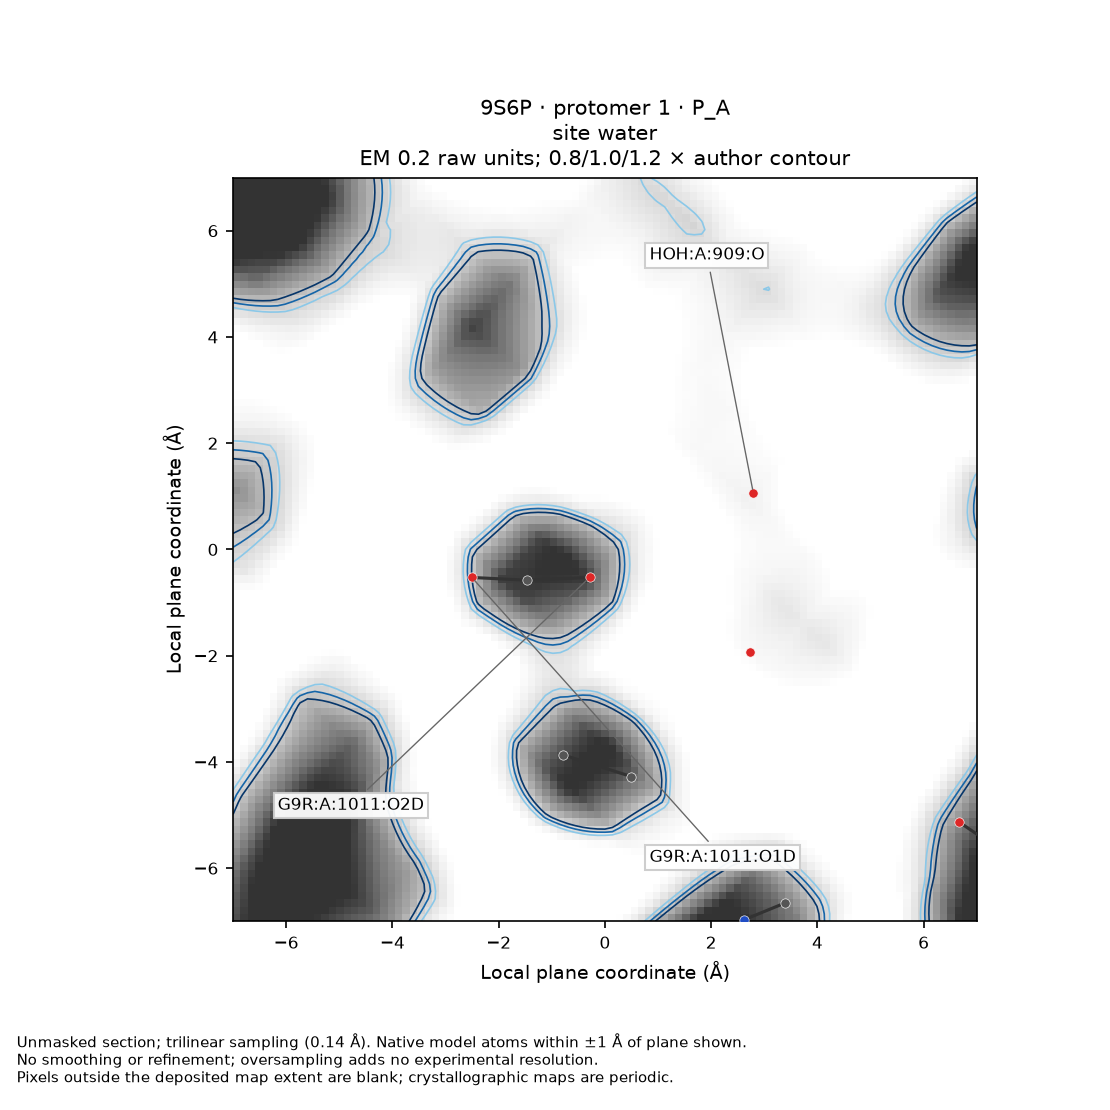 9S6P · protomer 1 · P_A
site water
EM 0.2 raw units; 0.8/1.0/1.2 × author contour
6
HOH:A:909:O
4
2
Local plane coordinate (Å)
0
−2
−4
G9R:A:1011:O2D
G9R:A:1011:O1D
−6
−6 −4 −2 0 2 4 6
Local plane coordinate (Å)
Unmasked section; trilinear sampling (0.14 Å). Native model atoms within ±1 Å of plane shown.
No smoothing or refinement; oversampling adds no experimental resolution.
Pixels outside the deposited map extent are blank; crystallographic maps are periodic.